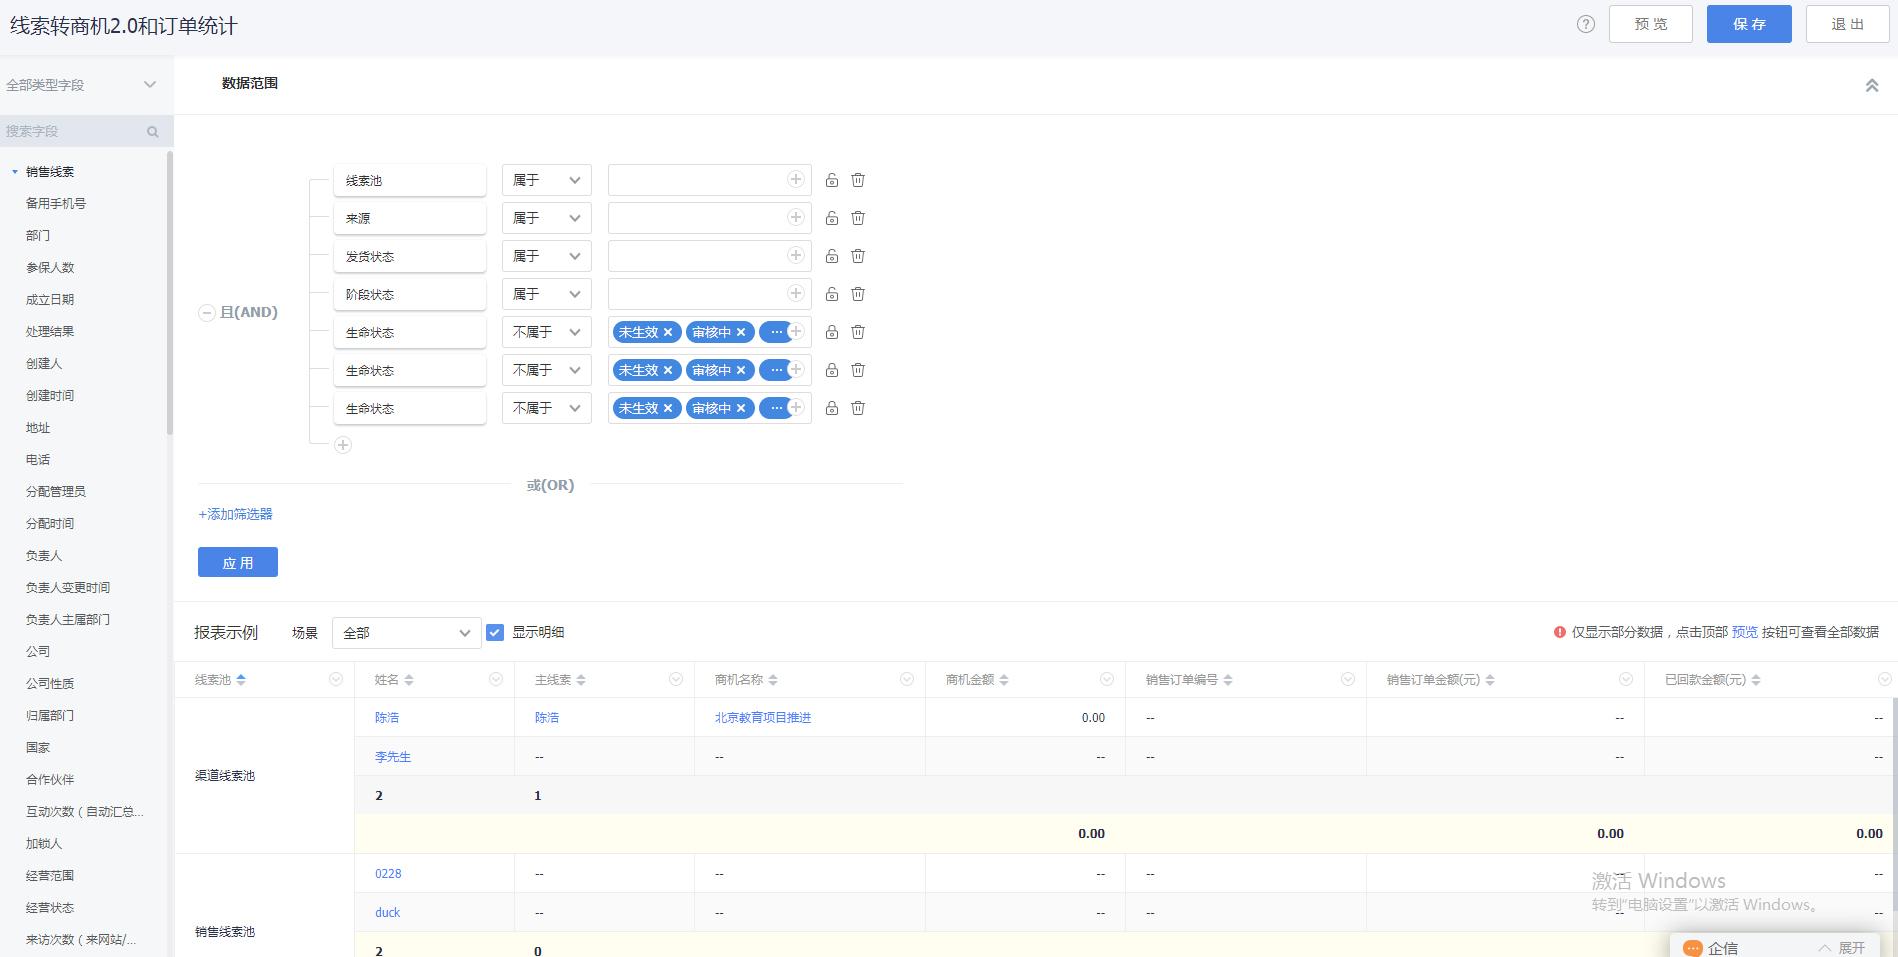 线索转商机2.0和订单统计
? 预 览 保 存 退 出
全部类型字段
搜索字段
销售线索
备用手机号
部门
参保人数
成立日期
处理结果
创建人
创建时间
地址
电话
分配管理员
分配时间
负责人
负责人变更时间
负责人主属部门
公司
公司性质
归属部门
国家
合作伙伴
互动次数 ( 自动汇总...
加锁人
经营范围
经营状态
来访次数 ( 来网站/...
数据范围
且(AND)
线索池 属于
来源 属于
发货状态 属于
阶段状态 属于
生命状态 不属于 未生效 × 审核中 × ...
生命状态 不属于 未生效 × 审核中 × ...
生命状态 不属于 未生效 × 审核中 × ...
或(OR)
+添加筛选器
应 用
报表示例 场景 全部 显示明细 仅显示部分数据，点击顶部 预览 按钮可查看全部数据
线索池 姓名 主线索 商机名称 商机金额 销售订单编号 销售订单金额(元) 已回款金额(元)
渠道线索池
陈浩 陈浩 北京教育项目推进 0.00 -- -- --
李先生 -- -- -- -- -- --
2 1
0.00 0.00 0.00
销售线索池
0228 -- -- -- -- -- --
duck -- -- -- -- -- --
2 0
激活 Windows
转到"电脑设置"以激活 Windows。
企信 展开